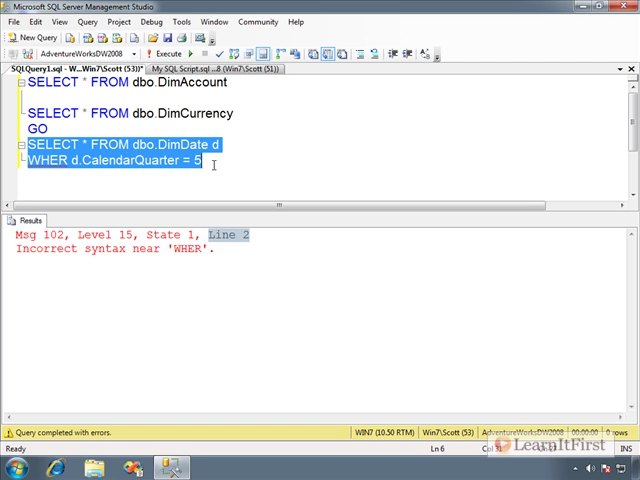 Microsoft SQL Server Management Studio
File Edit View Query Project Debug Tools Window Community Help
New Query
AdventureWorksDW2008 Execute
SQLQuery1.sql - W...Win7\Scott (53))* My SQL Script.sql ...8 (Win7\Scott (51))
SELECT * FROM dbo.DimAccount
SELECT * FROM dbo.DimCurrency
GO
SELECT * FROM dbo.DimDate d
WHER d.CalendarQuarter = 5
Results
Msg 102, Level 15, State 1, Line 2
Incorrect syntax near 'WHER'.
Query completed with errors. WIN7 (10.50 RTM) Win7\Scott (53) AdventureWorksDW2008 00:00:00 0 rows
LearnItFirst
Ready Ln 6 Col 31 INS